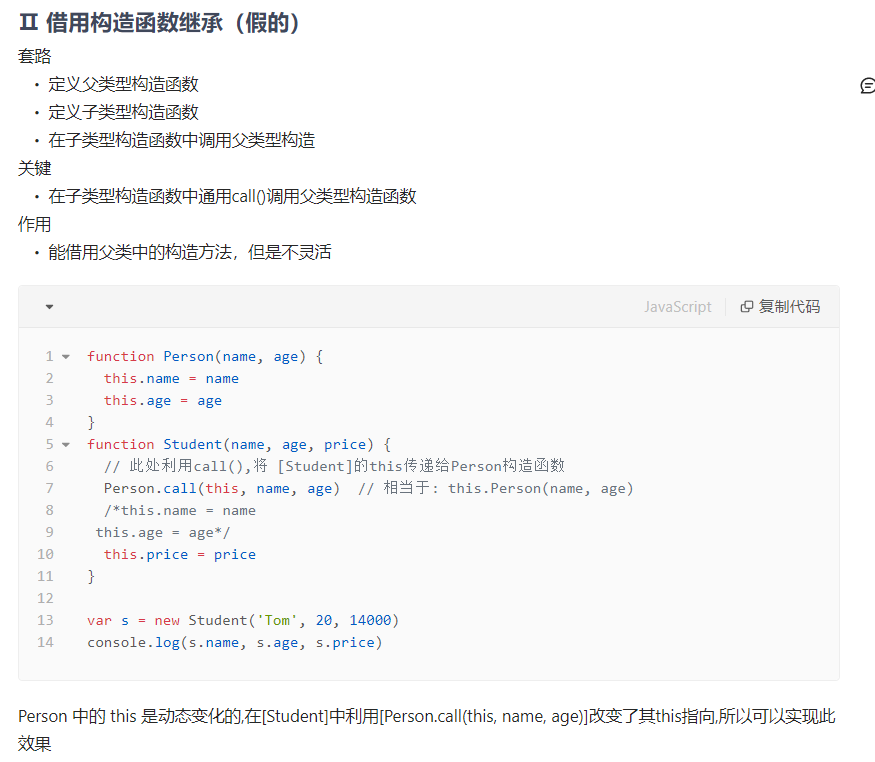 II 借用构造函数继承（假的）
套路
• 定义父类型构造函数
• 定义子类型构造函数
• 在子类型构造函数中调用父类型构造
关键
• 在子类型构造函数中通用call()调用父类型构造函数
作用
• 能借用父类中的构造方法，但是不灵活
JavaScript 复制代码
1 function Person(name, age) {
2 this.name = name
3 this.age = age
4 }
5 function Student(name, age, price) {
6 // 此处利用call(),将 [Student]的this传递给Person构造函数
7 Person.call(this, name, age) // 相当于: this.Person(name, age)
8 /*this.name = name
9 this.age = age*/
10 this.price = price
11 }
12
13 var s = new Student('Tom', 20, 14000)
14 console.log(s.name, s.age, s.price)
Person 中的 this 是动态变化的,在[Student]中利用[Person.call(this, name, age)]改变了其this指向,所以可以实现此
效果